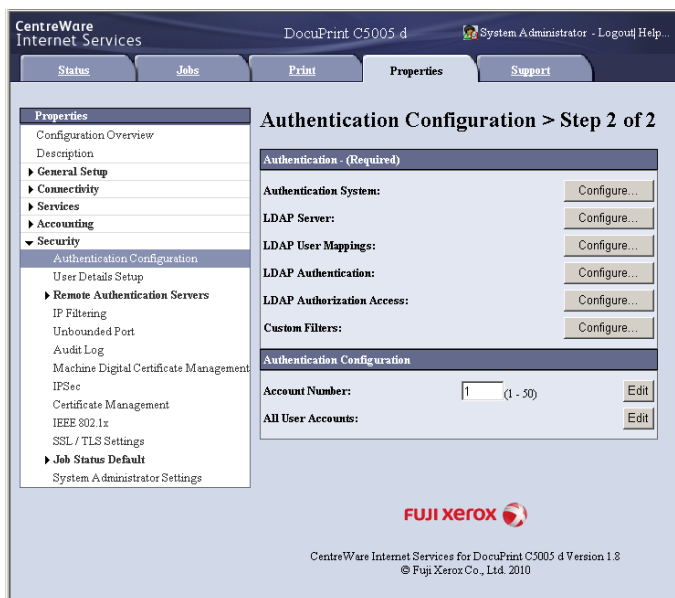 CentreWare
Internet Services
DocuPrint C5005 d
System Administrator - Logout| Help...
Status
Jobs
Print
Properties
Support
Properties
Configuration Overview
Description
General Setup
Connectivity
Services
Accounting
Security
Authentication Configuration
User Details Setup
Remote Authentication Servers
IP Filtering
Unbounded Port
Audit Log
Machine Digital Certificate Management
IPSec
Certificate Management
IEEE 802.1x
SSL / TLS Settings
Job Status Default
System Administrator Settings
Authentication Configuration > Step 2 of 2
Authentication - (Required)
Authentication System: Configure...
LDAP Server: Configure...
LDAP User Mappings: Configure...
LDAP Authentication: Configure...
LDAP Authorization Access: Configure...
Custom Filters: Configure...
Authentication Configuration
Account Number: 1 (1 - 50) Edit
All User Accounts: Edit
FUJI xerox
CentreWare Internet Services for DocuPrint C5005 d Version 1.8
© Fuji Xerox Co., Ltd. 2010